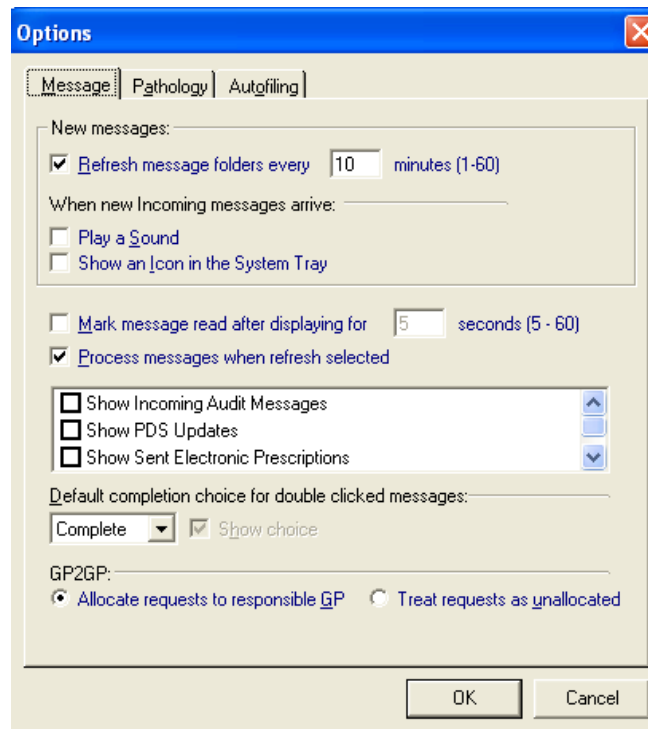 Options
Message Pathology Autofiling
New messages:
Refresh message folders every 10 minutes (1-60)
When new Incoming messages arrive:
Play a Sound
Show an Icon in the System Tray
Mark message read after displaying for 5 seconds (5 - 60)
Process messages when refresh selected
Show Incoming Audit Messages
Show PDS Updates
Show Sent Electronic Prescriptions
Default completion choice for double clicked messages:
Complete Show choice
GP2GP:
Allocate requests to responsible GP Treat requests as unallocated
OK Cancel